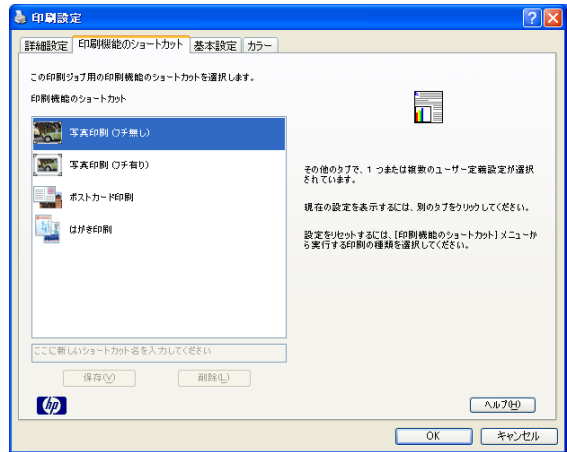 印刷設定
詳細設定 印刷機能のショートカット 基本設定 カラー
この印刷ジョブ用の印刷機能のショートカットを選択します。
印刷機能のショートカット
写真印刷 (フチ無し)
写真印刷 (フチ有り)
ポストカード印刷
はがき印刷
その他のタブで、1 つまたは複数のユーザー定義設定が選択
されています。
現在の設定を表示するには、別のタブをクリックしてください。
設定をリセットするには、[印刷機能のショートカット] メニューか
ら実行する印刷の種類を選択してください。
ここに新しいショートカット名を入力してください
保存(V) 削除(L)
hp
ヘルプ(H)
OK キャンセル